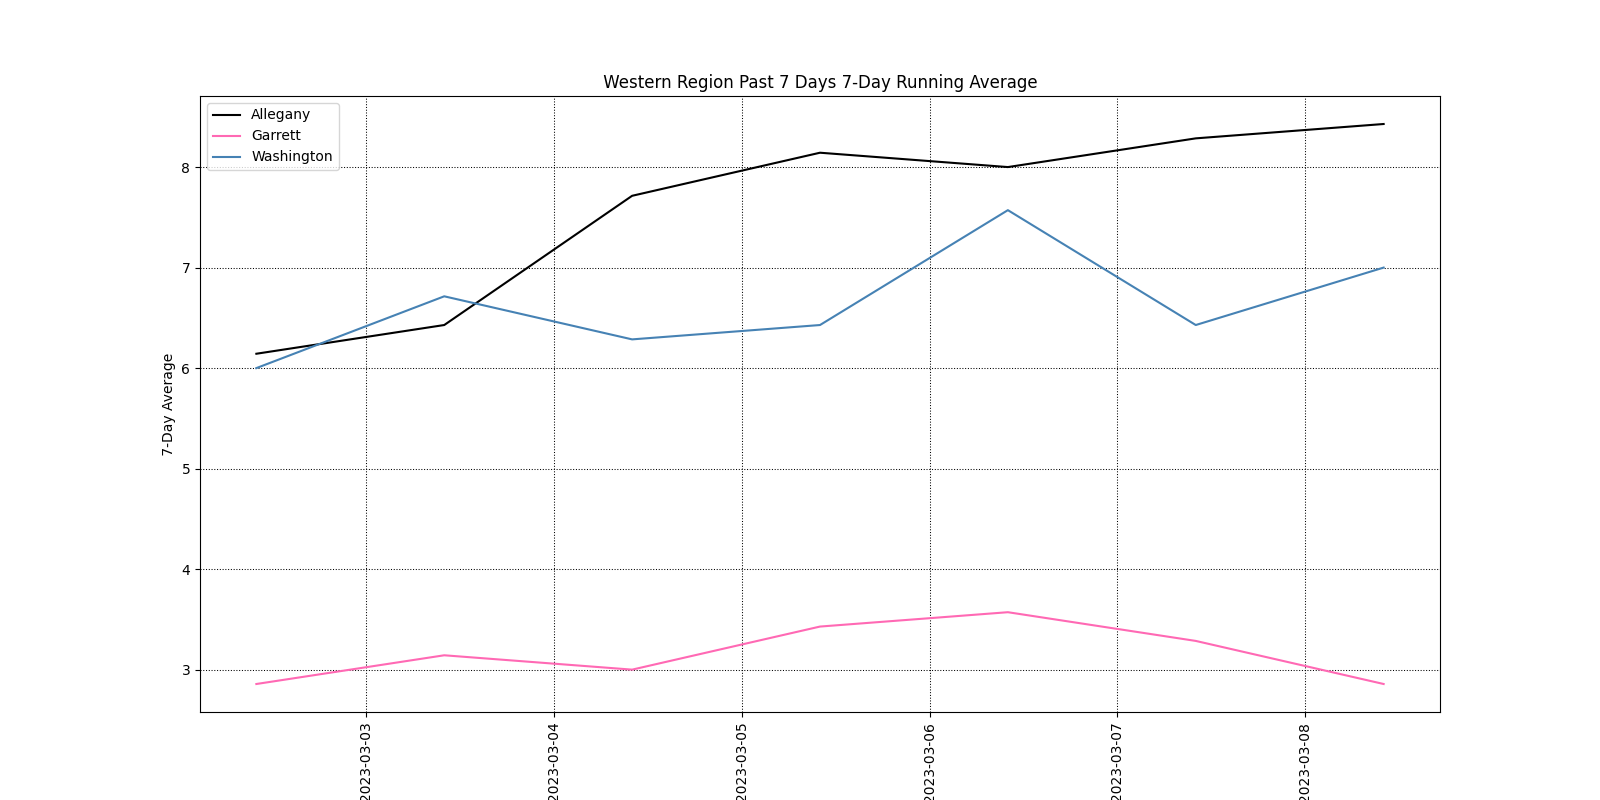 Western Region Past 7 Days 7-Day Running Average
Allegany
Garrett
Washington
7-Day Average
8
7
6
5
4
3
2023-03-03
2023-03-04
2023-03-05
2023-03-06
2023-03-07
2023-03-08